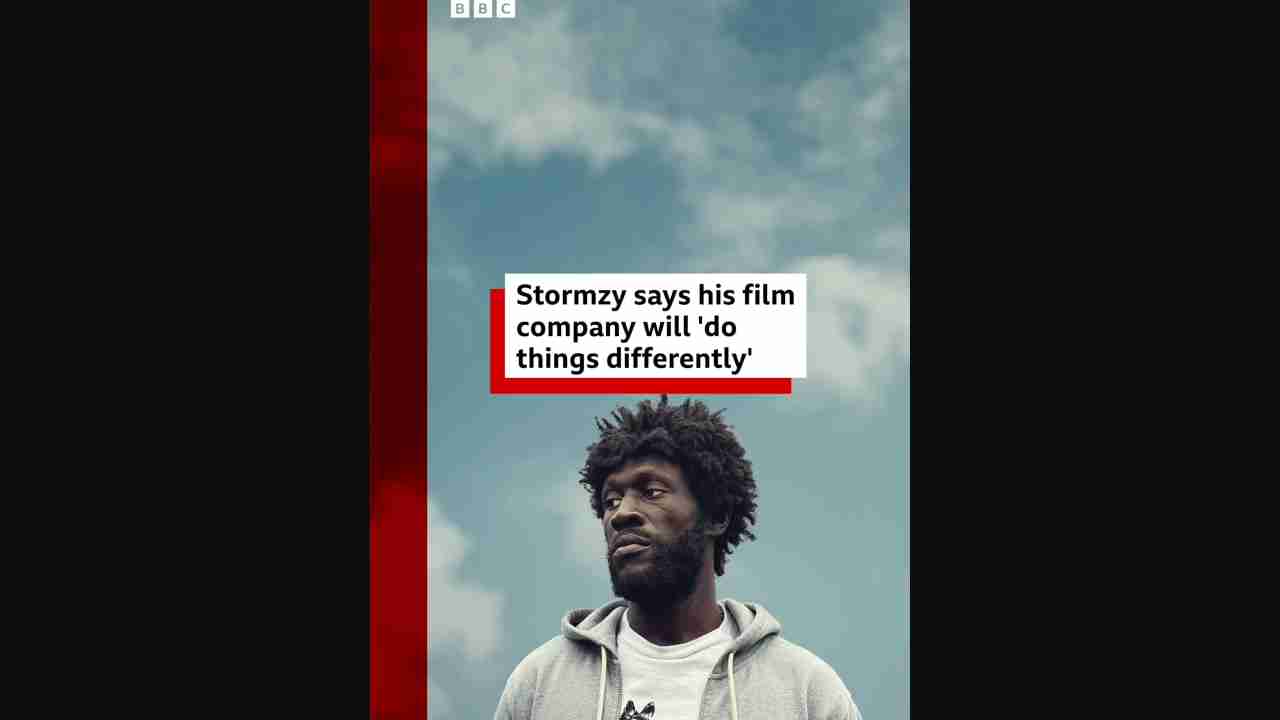 BBC
Stormzy says his film
company will 'do
things differently'